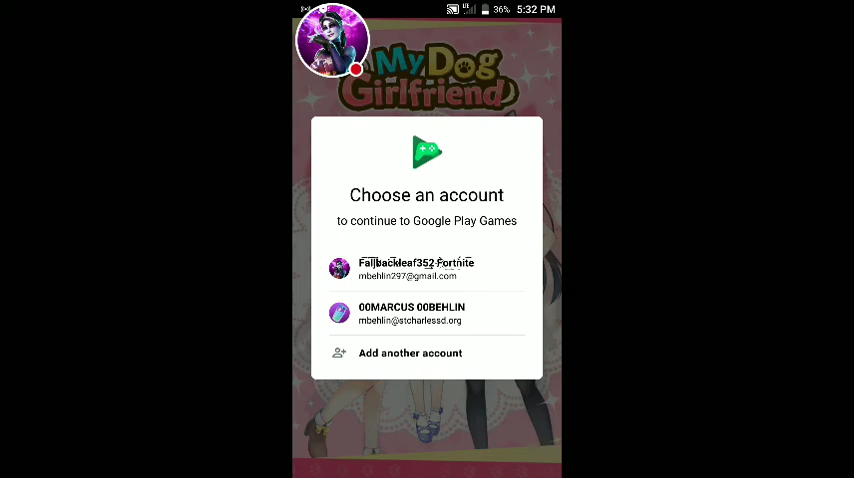 LTE 36% 5:32 PM
My Dog
Girlfriend
Choose an account
to continue to Google Play Games
Fallbackleaf352 Fortnite
mbehlin297@gmail.com
00MARCUS 00BEHLIN
mbehlin@stcharlessd.org
Add another account